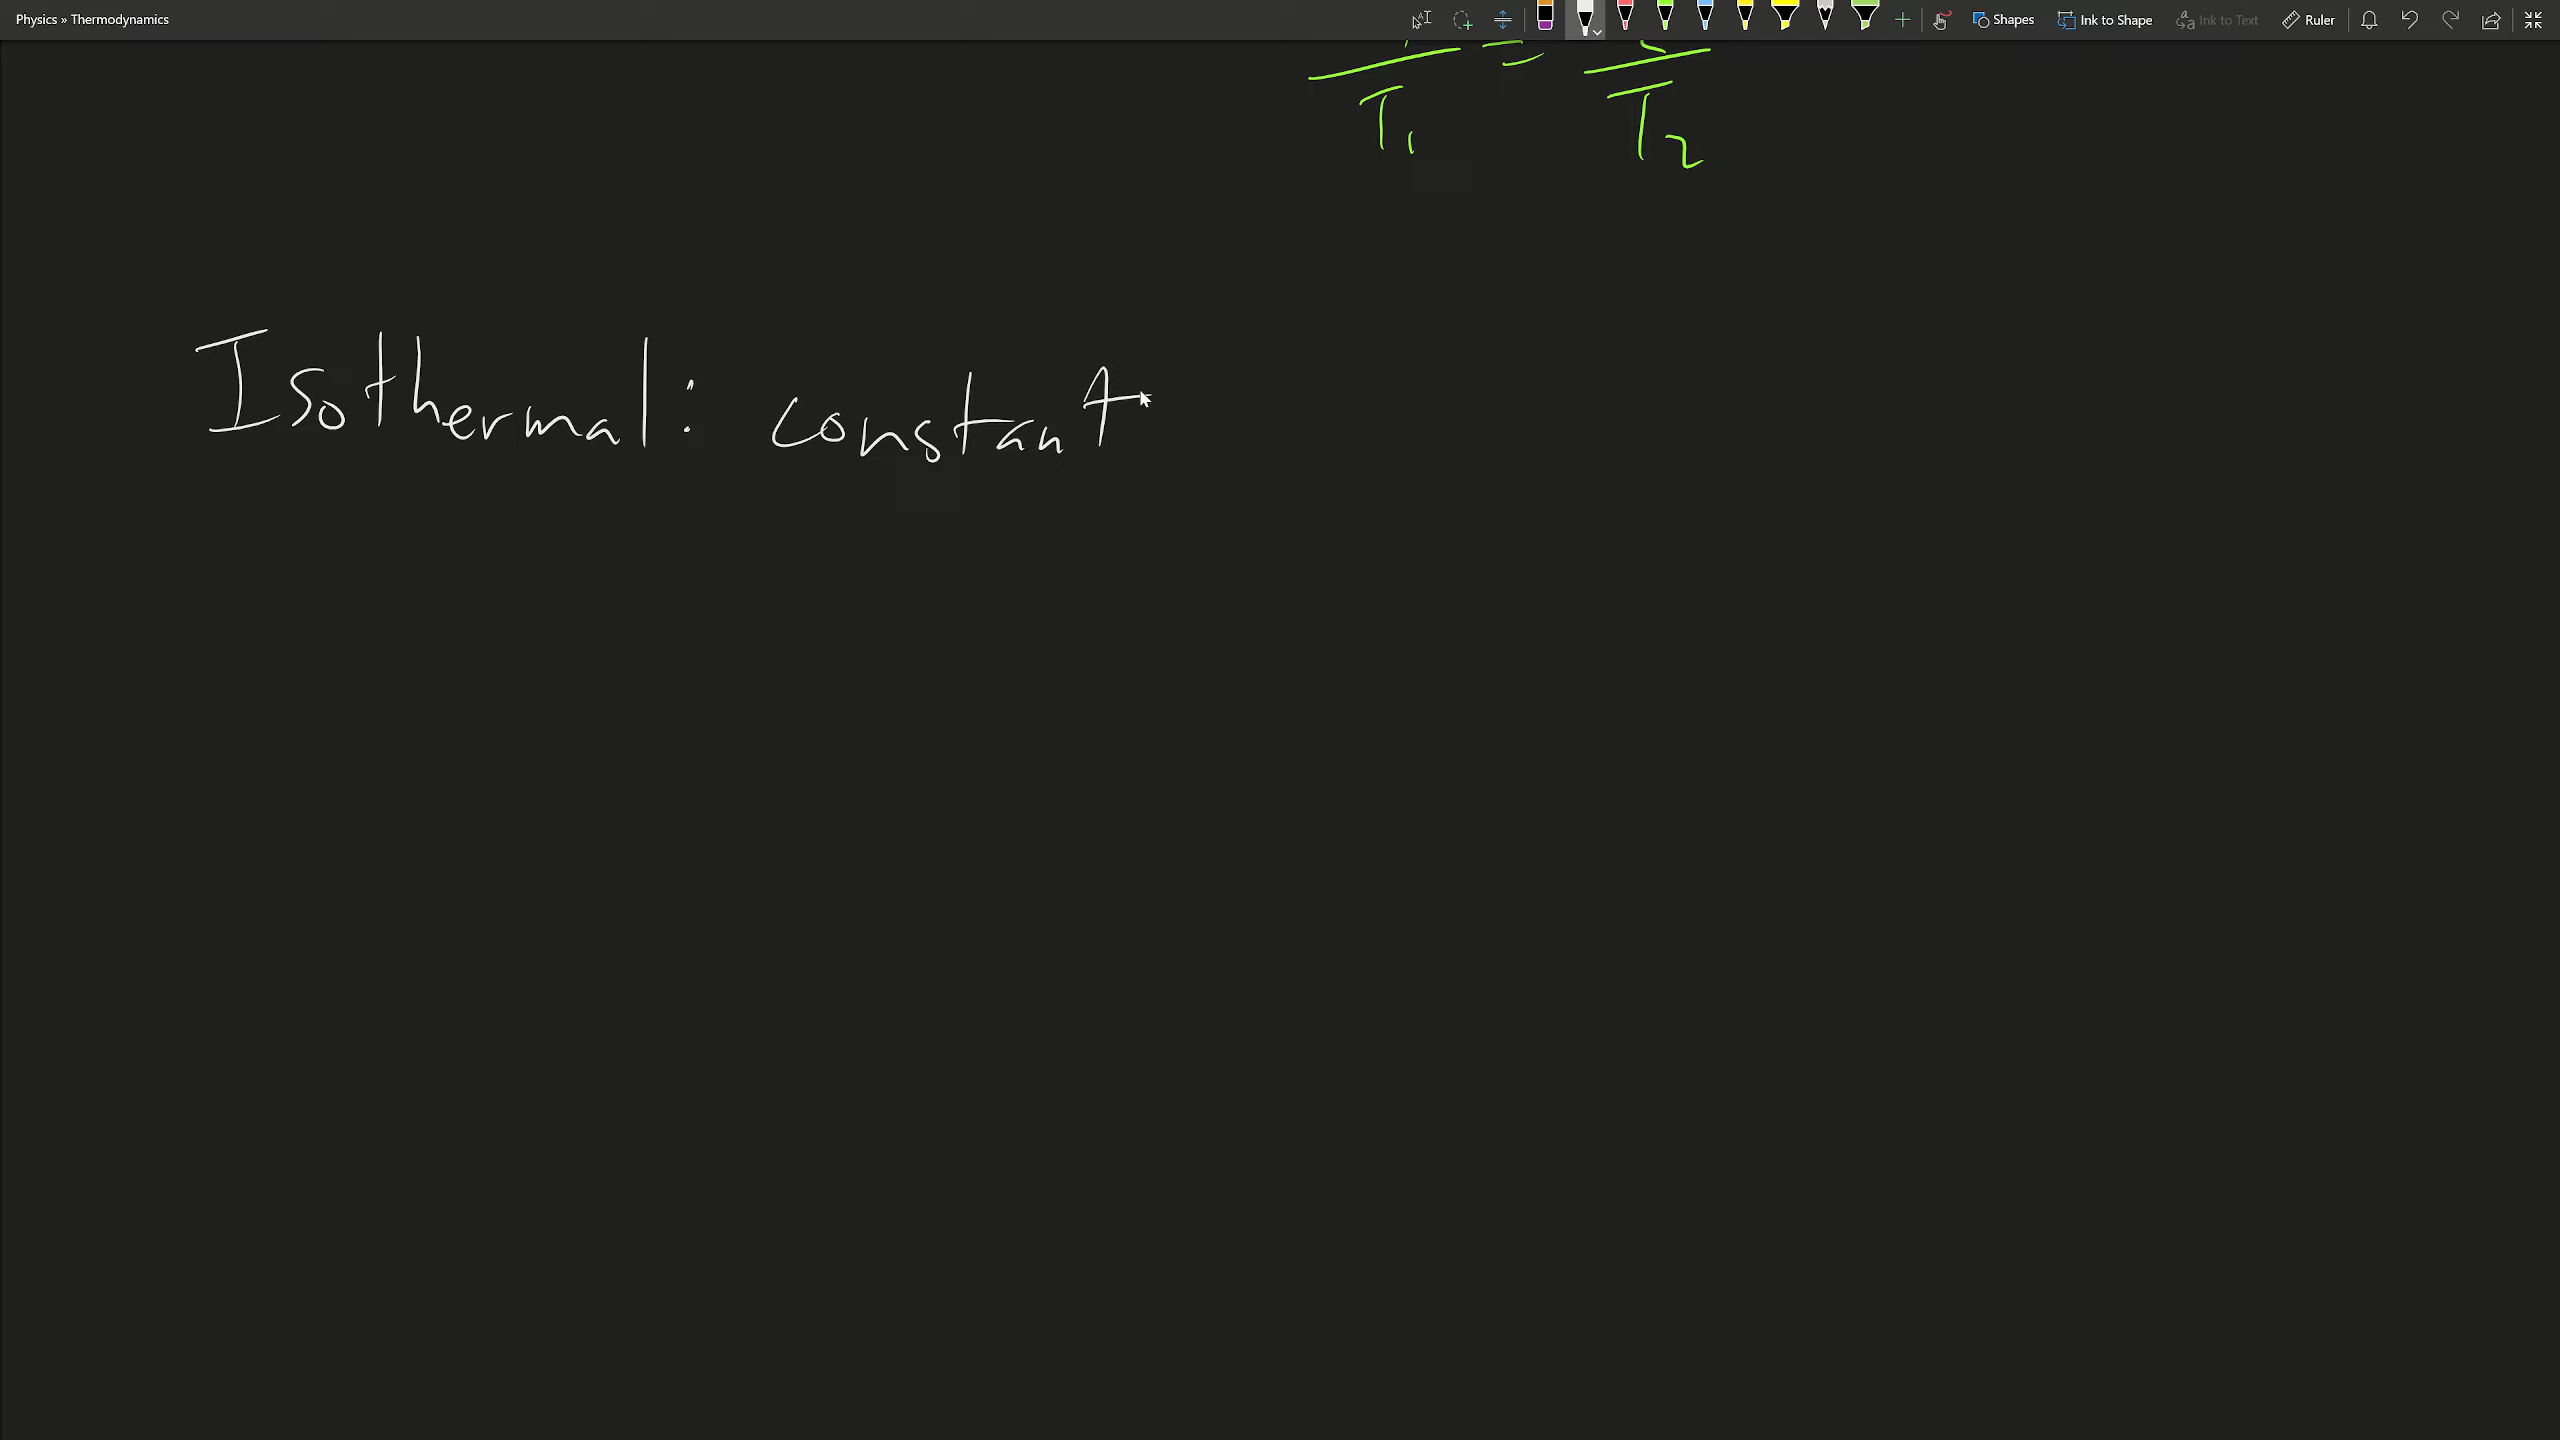 Physics » Thermodynamics
Shapes Ink to Shape Ink to Text Ruler
=
T₁ T₂
Isothermal: constant